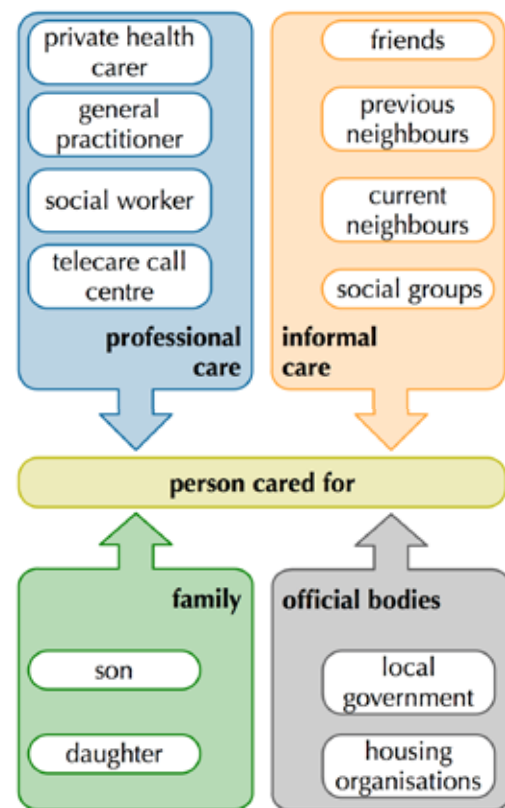 private health
carer
general
practitioner
social worker
telecare call
centre
professional
care
friends
previous
neighbours
current
neighbours
social groups
informal
care
person cared for
family
son
daughter
official bodies
local
government
housing
organisations